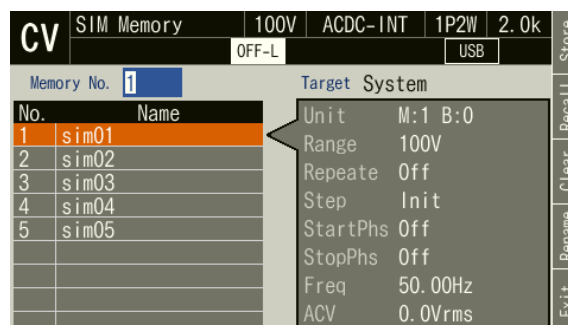 CV SIM Memory 100V ACDC-INT 1P2W 2.0k
OFF-L USB
Memory No. 1 Target System
No. Name
1 sim01
2 sim02
3 sim03
4 sim04
5 sim05
Unit M:1 B:0
Range 100V
Repeate Off
Step Init
StartPhs Off
StopPhs Off
Freq 50.00Hz
ACV 0.0Vrms
Store
Recall
Clear
Rename
Exit